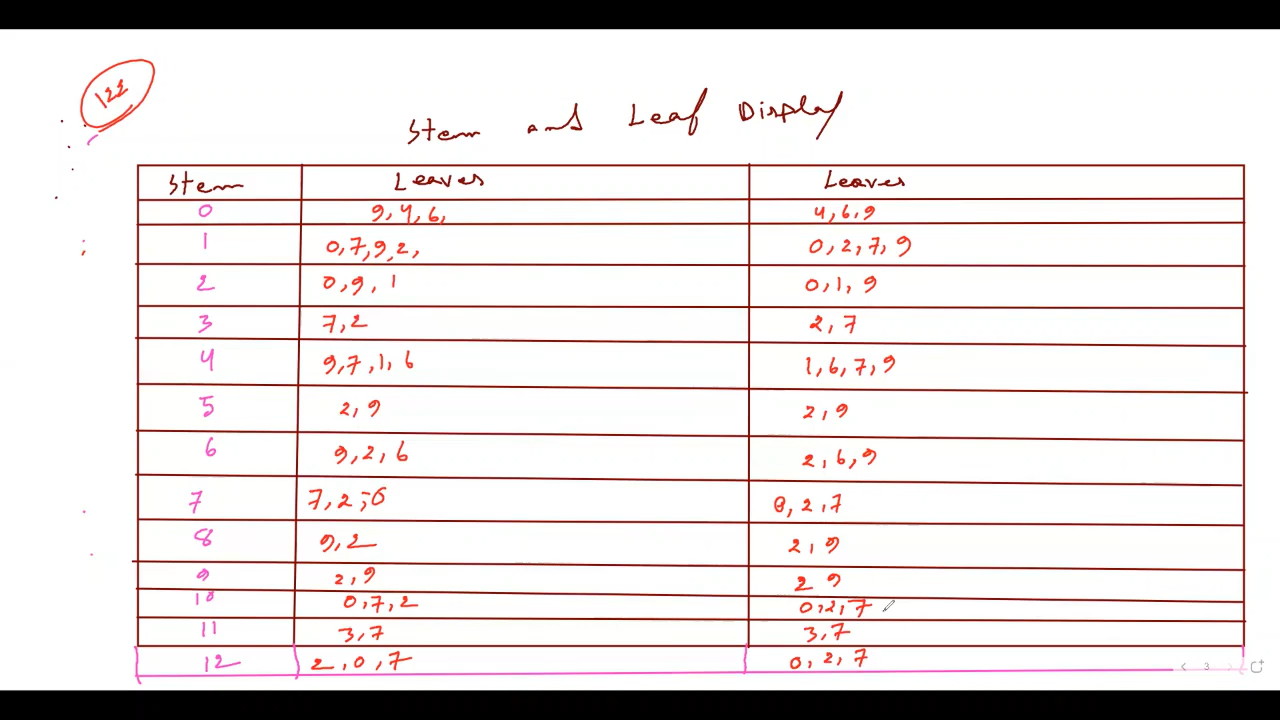 122
Stem and Leaf Display
Stem Leaves Leaves
0 9,4,6, 4,6,9
1 0,7,9,2, 0,2,7,9
2 0,9,1 0,1,9
3 7,2 2,7
4 9,7,1,6 1,6,7,9
5 2,9 2,9
6 9,2,6 2,6,9
7 7,2,0 0,2,7
8 9,2 2,9
9 2,9 2 9
10 0,7,2 0,2,7
11 3,7 3,7
12 2,0,7 0,2,7
3